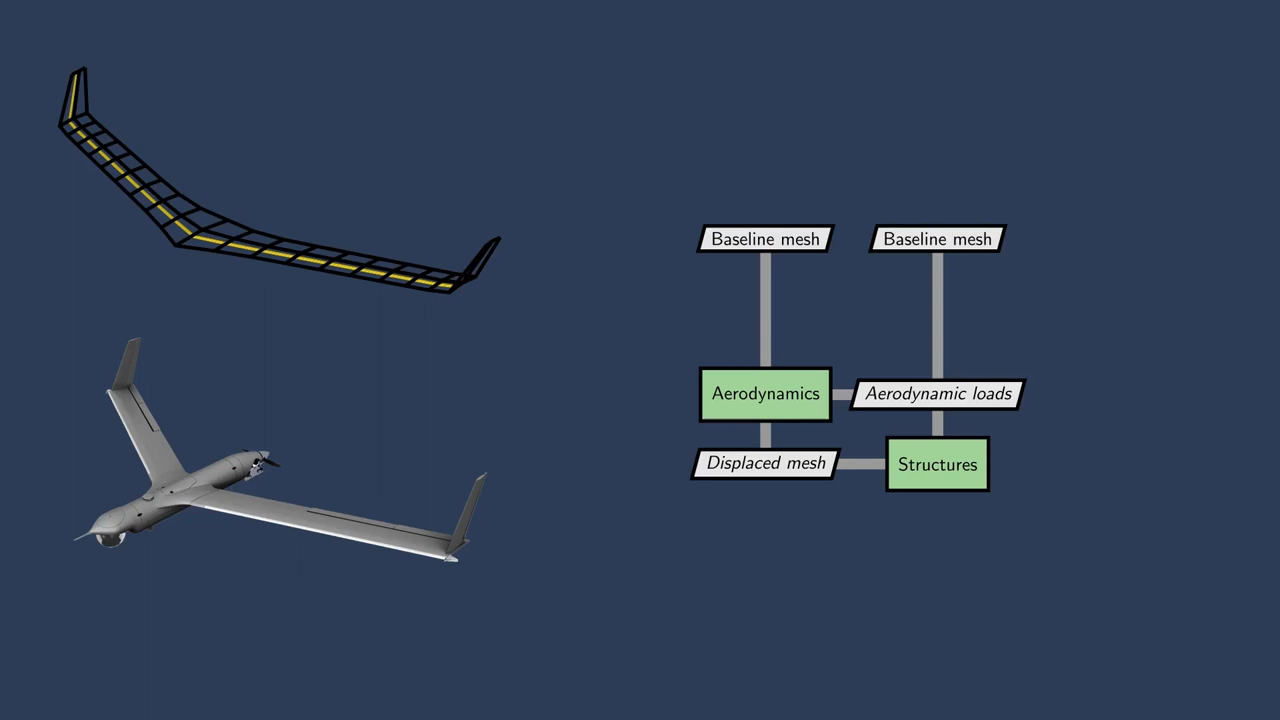 Baseline mesh
Baseline mesh
Aerodynamics
Aerodynamic loads
Displaced mesh
Structures